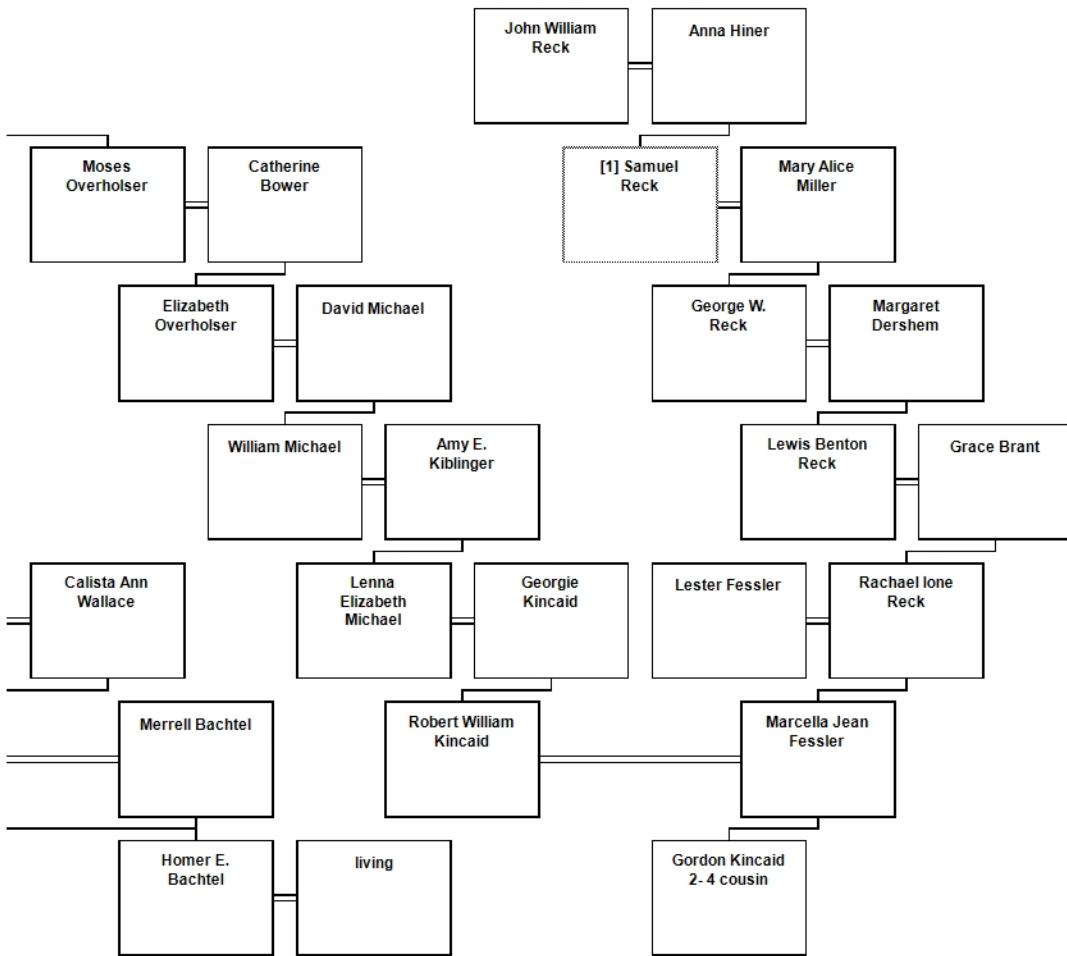 John William
Reck
Anna Hiner
Moses
Overholser
Catherine
Bower
[1] Samuel
Reck
Mary Alice
Miller
Elizabeth
Overholser
David Michael
George W.
Reck
Margaret
Dershem
William Michael
Amy E.
Kiblinger
Lewis Benton
Reck
Grace Brant
Calista Ann
Wallace
Lenna
Elizabeth
Michael
Georgie
Kincaid
Lester Fessler
Rachael Ione
Reck
Merrell Bachtel
Robert William
Kincaid
Marcella Jean
Fessler
Homer E.
Bachtel
living
Gordon Kincaid
2- 4 cousin